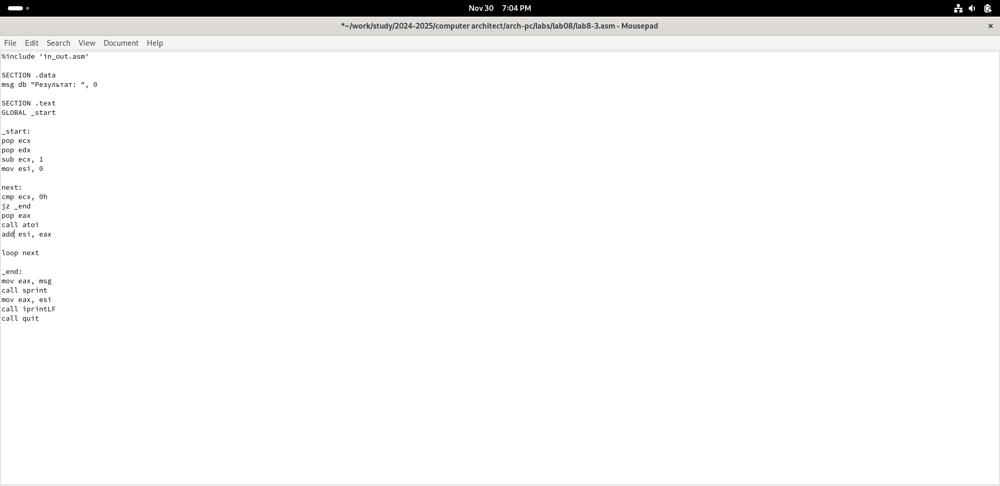 Nov 30 7:04 PM
*~/work/study/2024-2025/computer architect/arch-pc/labs/lab08/lab8-3.asm - Mousepad
File Edit Search View Document Help
%include 'in_out.asm'
SECTION .data
msg db "Результат: ", 0
SECTION .text
GLOBAL _start
_start:
pop ecx
pop edx
sub ecx, 1
mov esi, 0
next:
cmp ecx, 0h
jz _end
pop eax
call atoi
add esi, eax
loop next
_end:
mov eax, msg
call sprint
mov eax, esi
call iprintLF
call quit